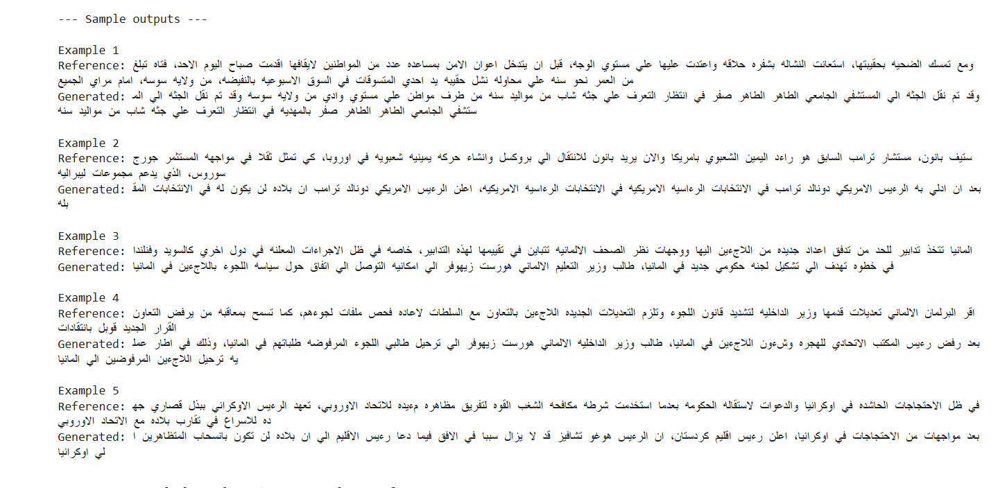 --- Sample outputs ---
Example 1
Reference: ومع تمسك الضحيه بحقيبتها، استعانت النشاله بشفره حلاقه واعتدت عليها علي مستوي الوجه، قبل ان يتدخل اعوان الامن بمساعده عدد من المواطنين لايقافها اقدمت صباح اليوم الاحد، فتاه تبلغ
من العمر نحو سنه علي محاوله نشل حقيبه يد احدي المتسوقات في السوق الاسبوعيه بالنفيضه، من ولايه سوسه، امام مراي الجميع
Generated: وقد تم نقل الجثه الي المستشفي الجامعي الطاهر الطاهر صفر في انتظار التعرف علي جثه شاب من مواليد سنه من طرف مواطن علي مستوي وادي من ولايه سوسه وقد تم نقل الجثه الي الم
ستشفي الجامعي الطاهر الطاهر صفر بالمهديه في انتظار التعرف علي جثه شاب من مواليد سنه
Example 2
Reference: ستيف بانون، مستشار ترامب السابق هو راءد اليمين الشعبوي بامريكا والان يريد بانون للانتقال الي بروكسل وانشاء حركه يمينيه شعبويه في اوروبا، كي تمثل ثقلا في مواجهه المستثمر جورج
سوروس، الذي يدعم مجموعات ليبراليه
Generated: بعد ان ادلي به الرءيس الامريكي دونالد ترامب في الانتخابات الرءاسيه الامريكيه في الانتخابات الرءاسيه الامريكيه، اعلن الرءيس الامريكي دونالد ترامب ان بلاده لن يكون له في الانتخابات المق
بله
Example 3
Reference: المانيا تتخذ تدابير للحد من تدفق اعداد جديده من اللاجءين اليها ووجهات نظر الصحف الالمانيه تتباين في تقييمها لهذه التدابير، خاصه في ظل الاجراءات المعلنه في دول اخري كالسويد وفنلندا
Generated: في خطوه تهدف الي تشكيل لجنه حكومي جديد في المانيا، طالب وزير التعليم الالماني هورست زيهوفر الي امكانيه التوصل الي اتفاق حول سياسه اللجوء باللاجءين في المانيا
Example 4
Reference: اقر البرلمان الالماني تعديلات قدمها وزير الداخليه لتشديد قانون اللجوء وتلزم التعديلات الجديده اللاجءين بالتعاون مع السلطات لاعاده فحص ملفات لجوءهم، كما تسمح بمعاقبه من يرفض التعاون
القرار الجديد قوبل بانتقادات
Generated: بعد رفض رءيس المكتب الاتحادي للهجره وشءون اللاجءين في المانيا، طالب وزير الداخليه الالماني هورست زيهوفر الي ترحيل طالبي اللجوء المرفوضه طلباتهم في المانيا، وذلك في اطار عمل
يه ترحيل اللاجءين المرفوضين الي المانيا
Example 5
Reference: في ظل الاحتجاجات الحاشده في اوكرانيا والدعوات لاستقاله الحكومه بعدما استخدمت شرطه مكافحه الشغب القوه لتفريق مظاهره مءيده للاتحاد الاوروبي، تعهد الرءيس الاوكراني ببذل قصاري جه
ده للاسراع في تقارب بلاده مع الاتحاد الاوروبي
Generated: بعد مواجهات من الاحتجاجات في اوكرانيا، اعلن رءيس اقليم كردستان، ان الرءيس هوغو تشافيز قد لا يزال سببا في الافق فيما دعا رءيس الاقليم الي ان بلاده لن تكون بانسحاب المتظاهرين ا
لي اوكرانيا